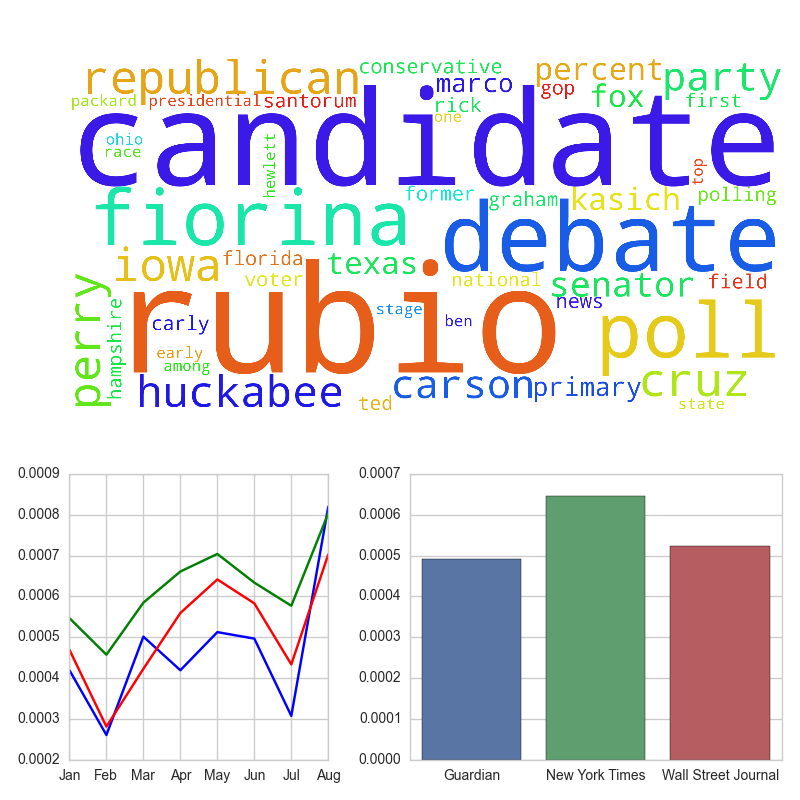 conservative
republican
marco
percent
party
packard
presidential
santorum
rick
gop
fox
first
candidate
one
ohio
race
hewlett
top
fiorina
former
graham
kasich
polling
debate
iowa
florida
texas
voter
national
senator
field
rubio
perry
hampshire
carly
stage
ben
news
poll
early
among
huckabee
ted
carson
primary
cruz
state
0.0009
0.0008
0.0007
0.0006
0.0005
0.0004
0.0003
0.0002
Jan Feb Mar Apr May Jun Jul Aug
0.0007
0.0006
0.0005
0.0004
0.0003
0.0002
0.0001
0.0000
Guardian New York Times Wall Street Journal